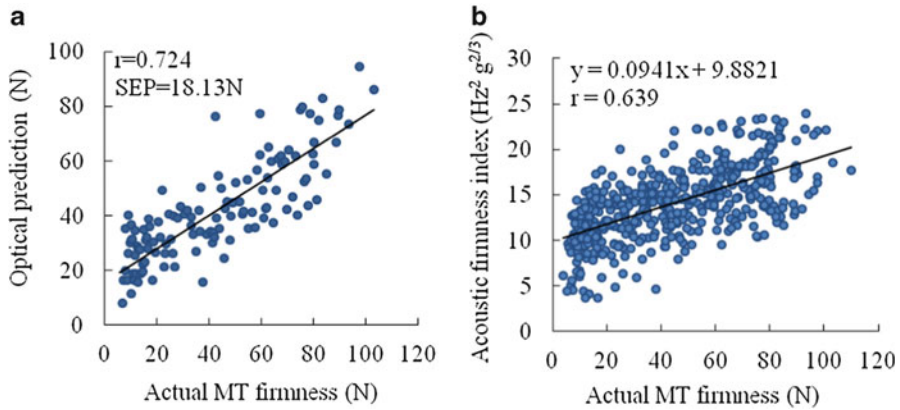 a
r=0.724
SEP=18.13N
Optical prediction (N)
100
80
60
40
20
0
0 20 40 60 80 100 120
Actual MT firmness (N)
b
y = 0.0941x + 9.8821
r = 0.639
Acoustic firmness index (Hz² g²/³)
30
25
20
15
10
5
0
0 20 40 60 80 100 120
Actual MT firmness (N)